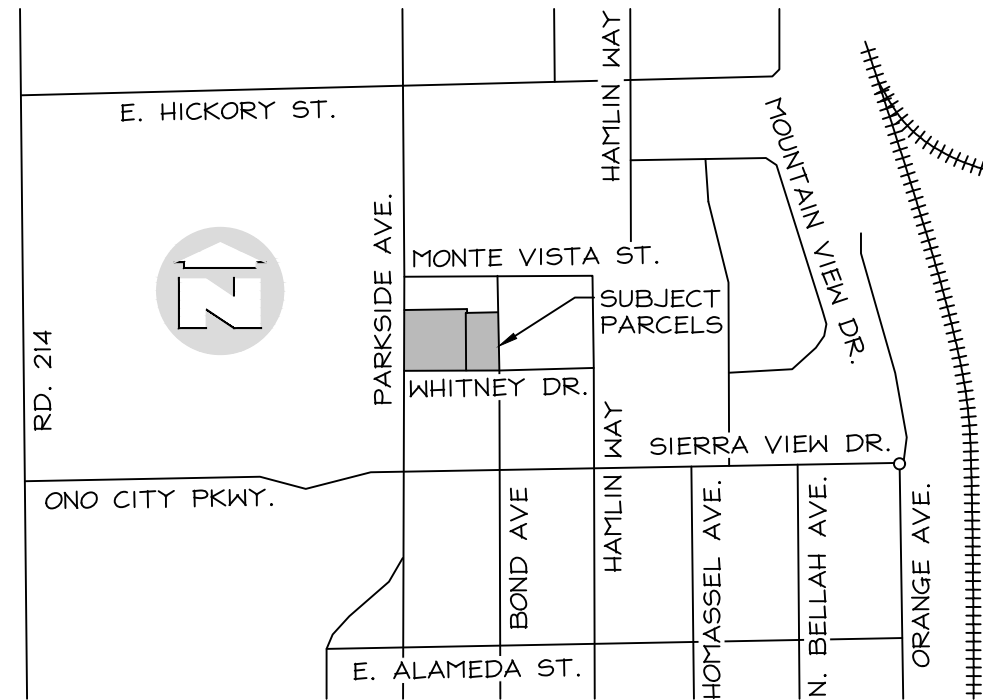 HAMLIN WAY
E. HICKORY ST.
MOUNTAIN VIEW DR.
PARKSIDE AVE.
MONTE VISTA ST.
N
SUBJECT
PARCELS
RD. 214
WHITNEY DR.
HAMLIN WAY
SIERRA VIEW DR.
ONO CITY PKWY.
BOND AVE
HOMASSEL AVE.
N. BELLAH AVE.
ORANGE AVE.
E. ALAMEDA ST.